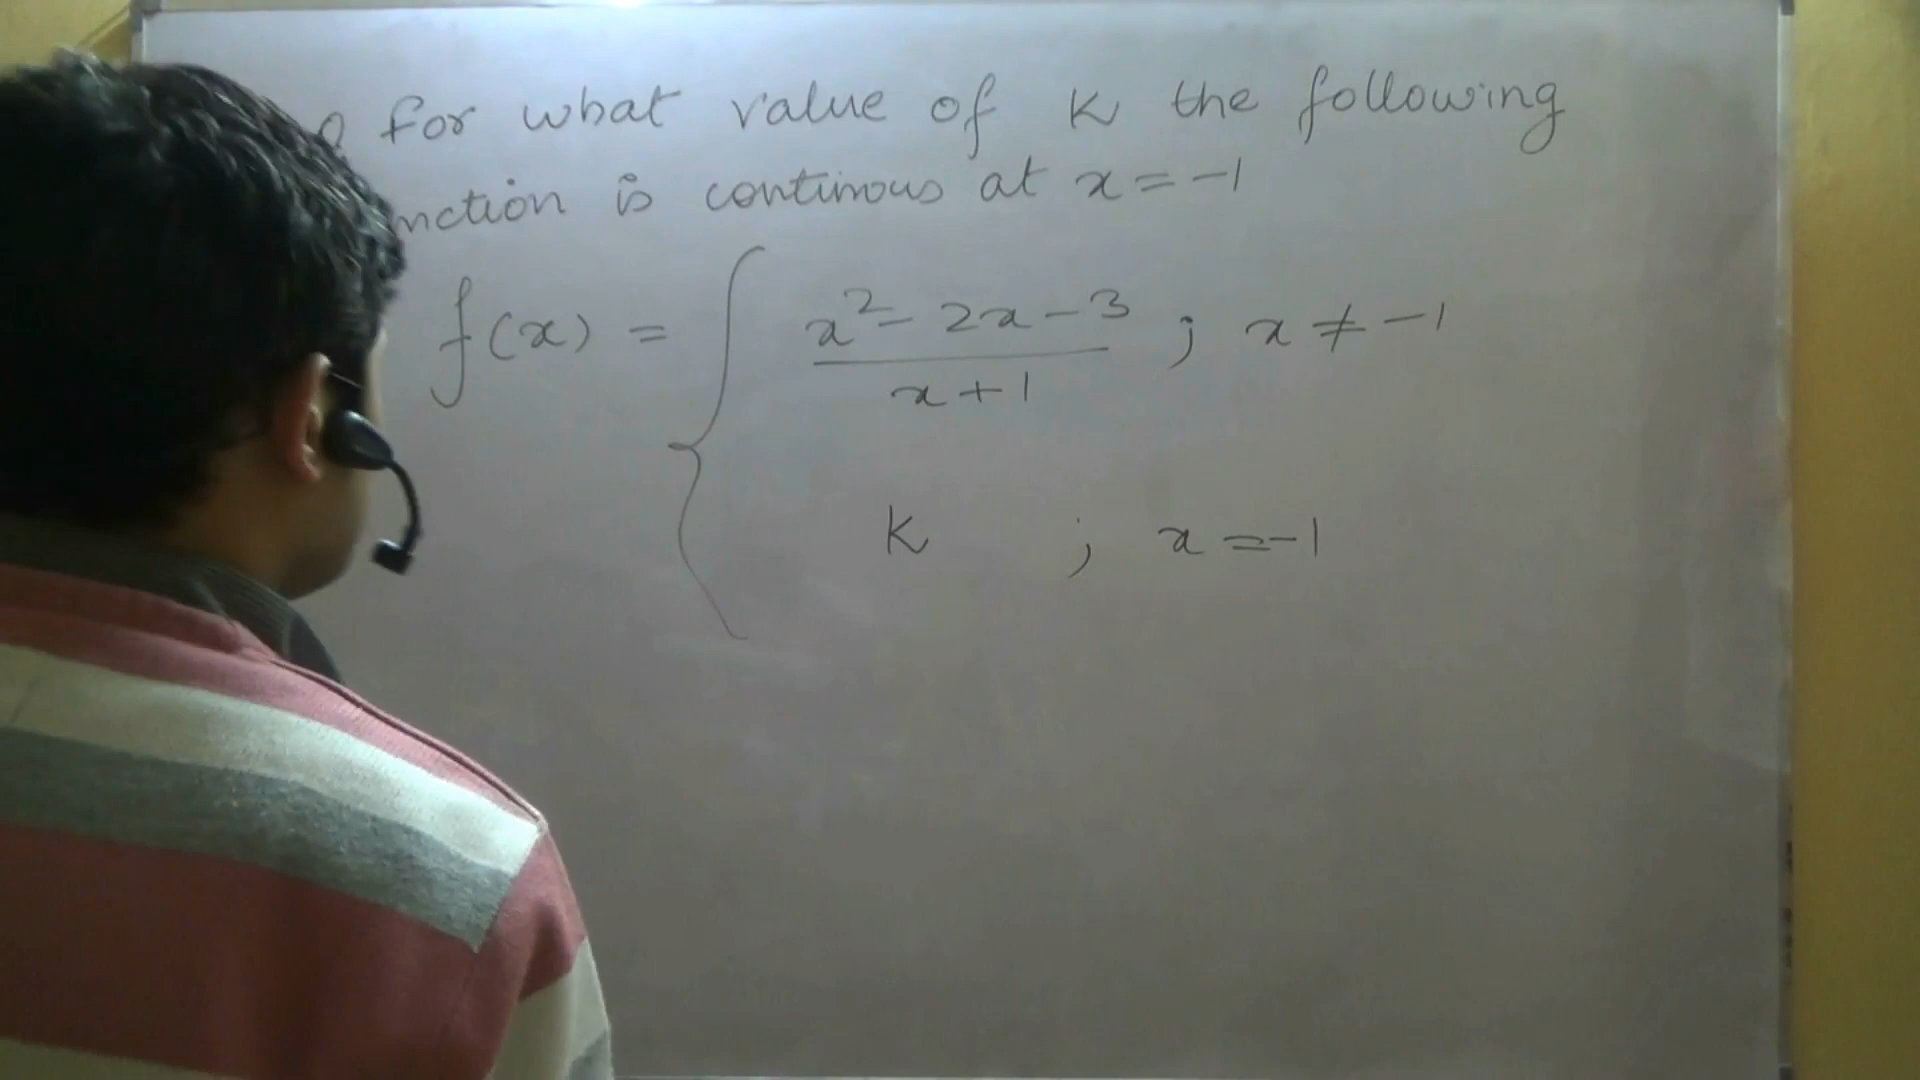 Q for what value of K the following
nction is continous at x = -1
f(x) = { x² - 2x - 3 / x + 1 ; x ≠ -1
K ; x = -1